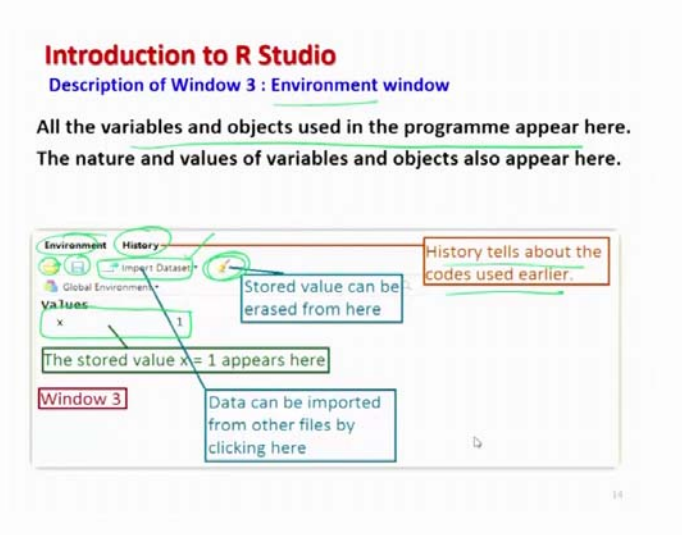 Introduction to R Studio
Description of Window 3 : Environment window
All the variables and objects used in the programme appear here.
The nature and values of variables and objects also appear here.
Environment History
Import Dataset
Global Environment
History tells about the
codes used earlier.
Stored value can be
erased from here
Values
x 1
The stored value x = 1 appears here
Window 3
Data can be imported
from other files by
clicking here
14